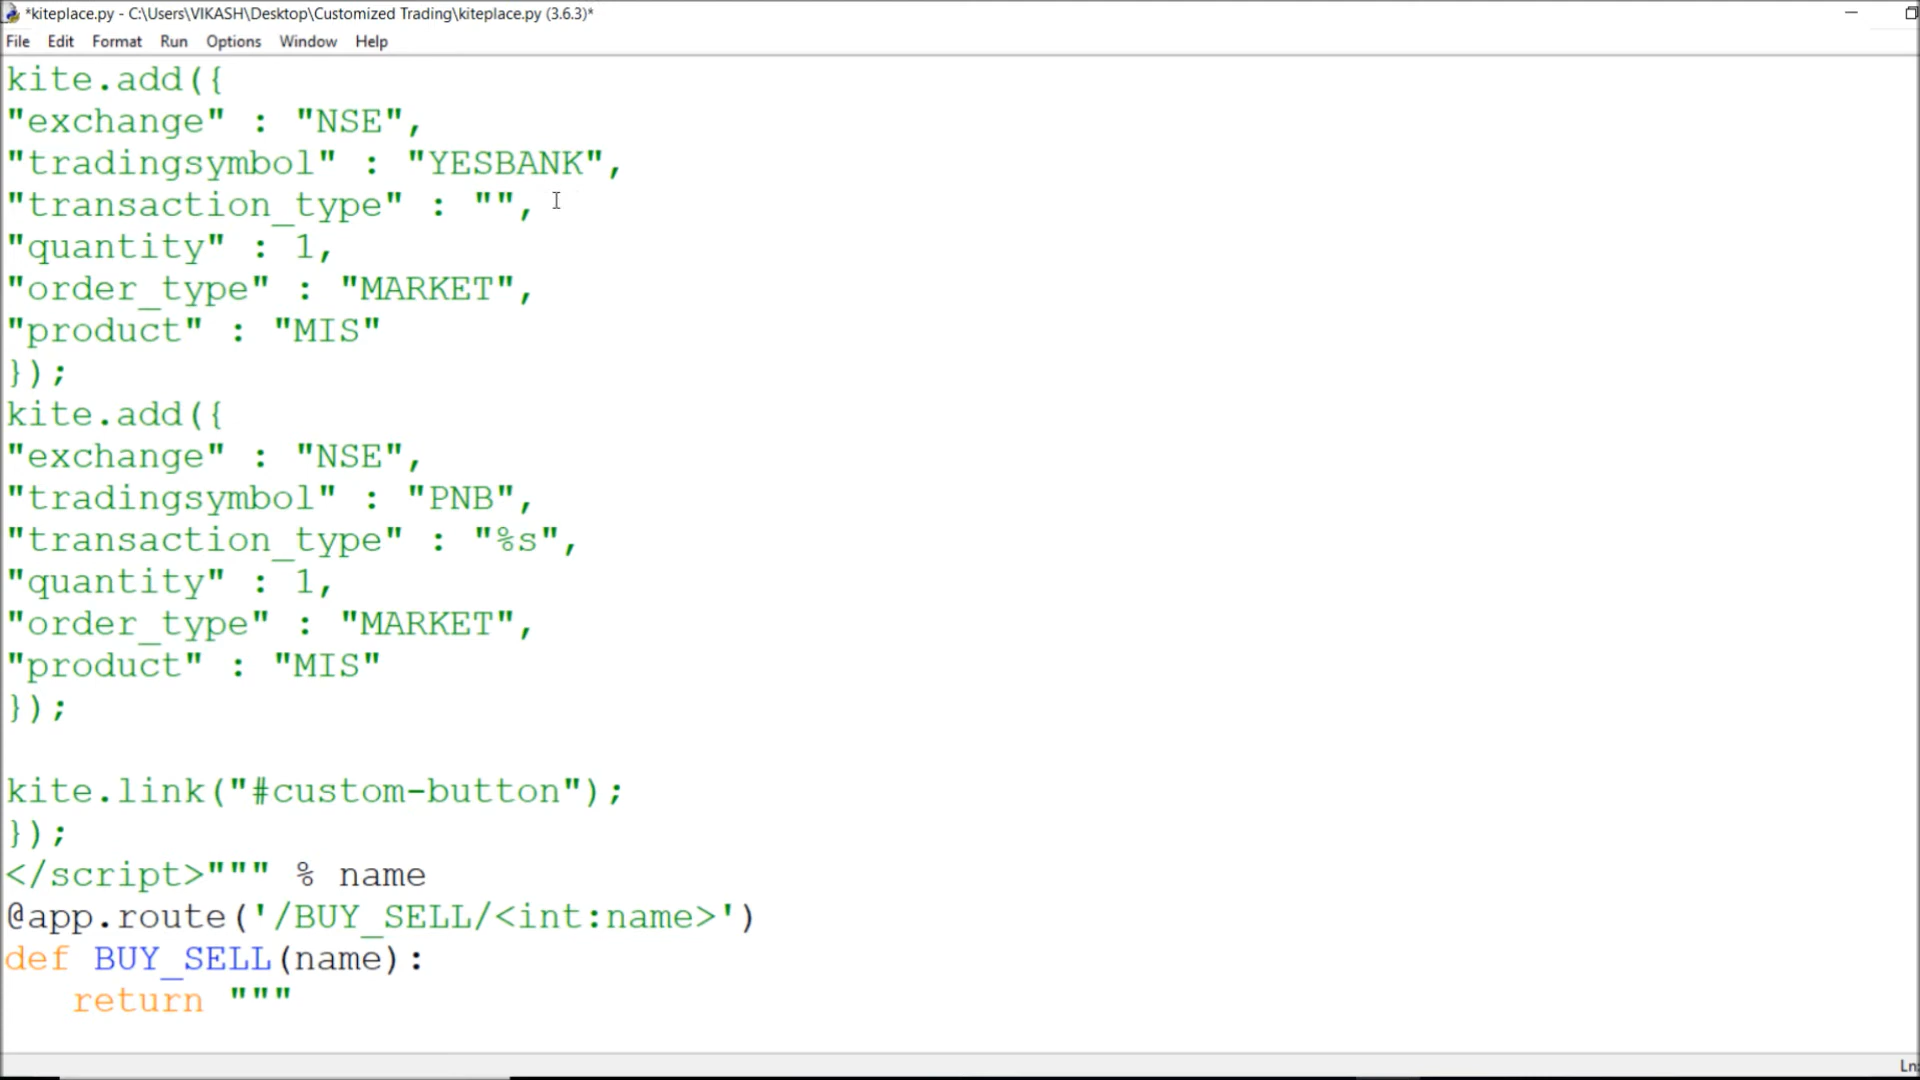 *kiteplace.py - C:\Users\VIKASH\Desktop\Customized Trading\kiteplace.py (3.6.3)*
File Edit Format Run Options Window Help
kite.add({
"exchange" : "NSE",
"tradingsymbol" : "YESBANK",
"transaction_type" : "",
"quantity" : 1,
"order_type" : "MARKET",
"product" : "MIS"
});
kite.add({
"exchange" : "NSE",
"tradingsymbol" : "PNB",
"transaction_type" : "%s",
"quantity" : 1,
"order_type" : "MARKET",
"product" : "MIS"
});
kite.link("#custom-button");
});
</script>""" % name
@app.route('/BUY_SELL/<int:name>')
def BUY_SELL(name):
   return """
Ln